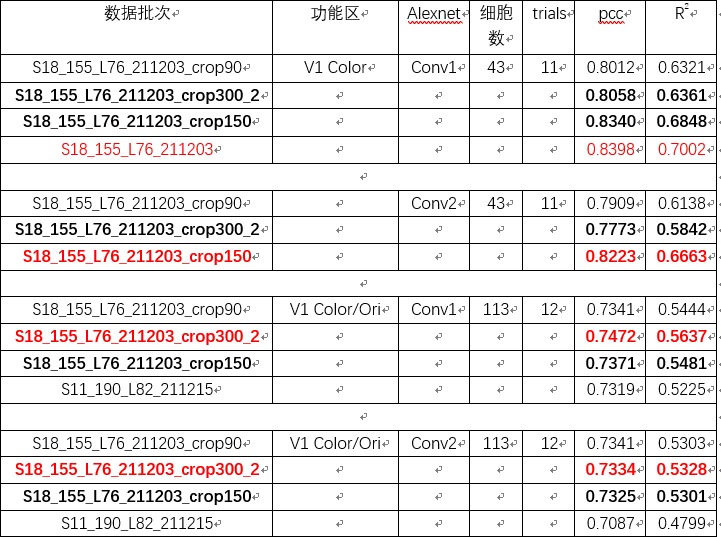 数据批次 功能区 Alexnet 细胞数 trials pcc R²
S18_155_L76_211203_crop90 V1 Color Conv1 43 11 0.8012 0.6321
S18_155_L76_211203_crop300_2 0.8058 0.6361
S18_155_L76_211203_crop150 0.8340 0.6848
S18_155_L76_211203 0.8398 0.7002
S18_155_L76_211203_crop90 Conv2 43 11 0.7909 0.6138
S18_155_L76_211203_crop300_2 0.7773 0.5842
S18_155_L76_211203_crop150 0.8223 0.6663
S18_155_L76_211203_crop90 V1 Color/Ori Conv1 113 12 0.7341 0.5444
S18_155_L76_211203_crop300_2 0.7472 0.5637
S18_155_L76_211203_crop150 0.7371 0.5481
S11_190_L82_211215 0.7319 0.5225
S18_155_L76_211203_crop90 V1 Color/Ori Conv2 113 12 0.7341 0.5303
S18_155_L76_211203_crop300_2 0.7334 0.5328
S18_155_L76_211203_crop150 0.7325 0.5301
S11_190_L82_211215 0.7087 0.4799